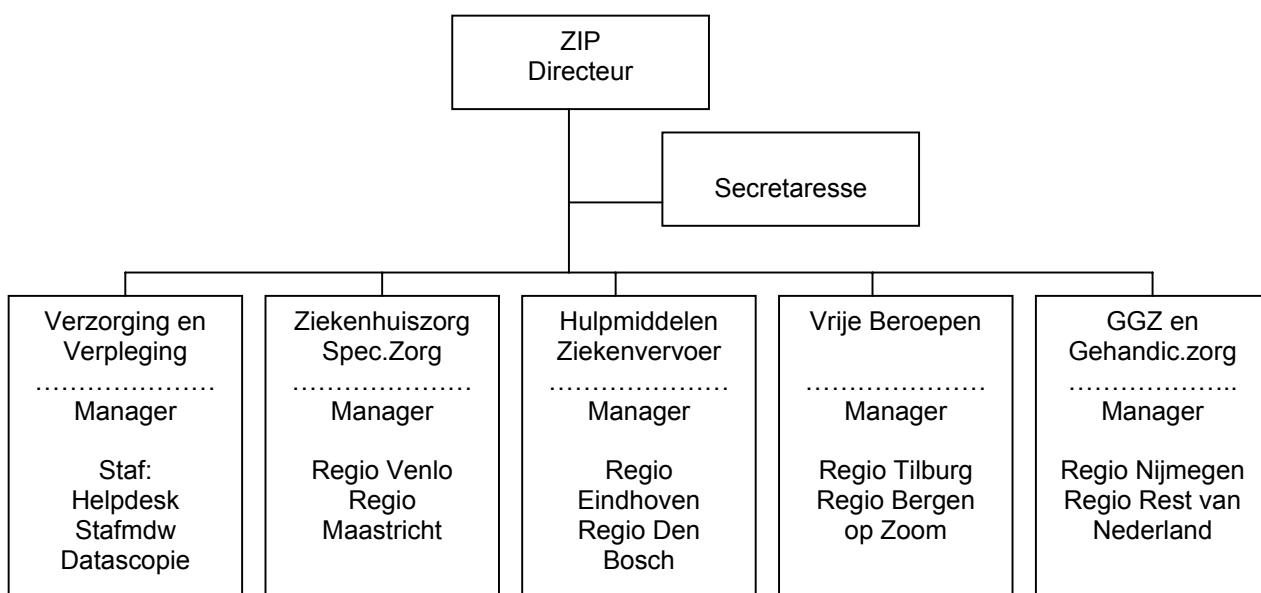 ZIP
Directeur
Secretaresse
Verzorging en
Verpleging
…………………
Manager
Staf:
Helpdesk
Stafmdw
Datascopie
Ziekenhuiszorg
Spec.Zorg
…………………
Manager
Regio Venlo
Regio
Maastricht
Hulpmiddelen
Ziekenvervoer
…………………
Manager
Regio
Eindhoven
Regio Den
Bosch
Vrije Beroepen
…………………
Manager
Regio Tilburg
Regio Bergen
op Zoom
GGZ en
Gehandic.zorg
………………..
Manager
Regio Nijmegen
Regio Rest van
Nederland